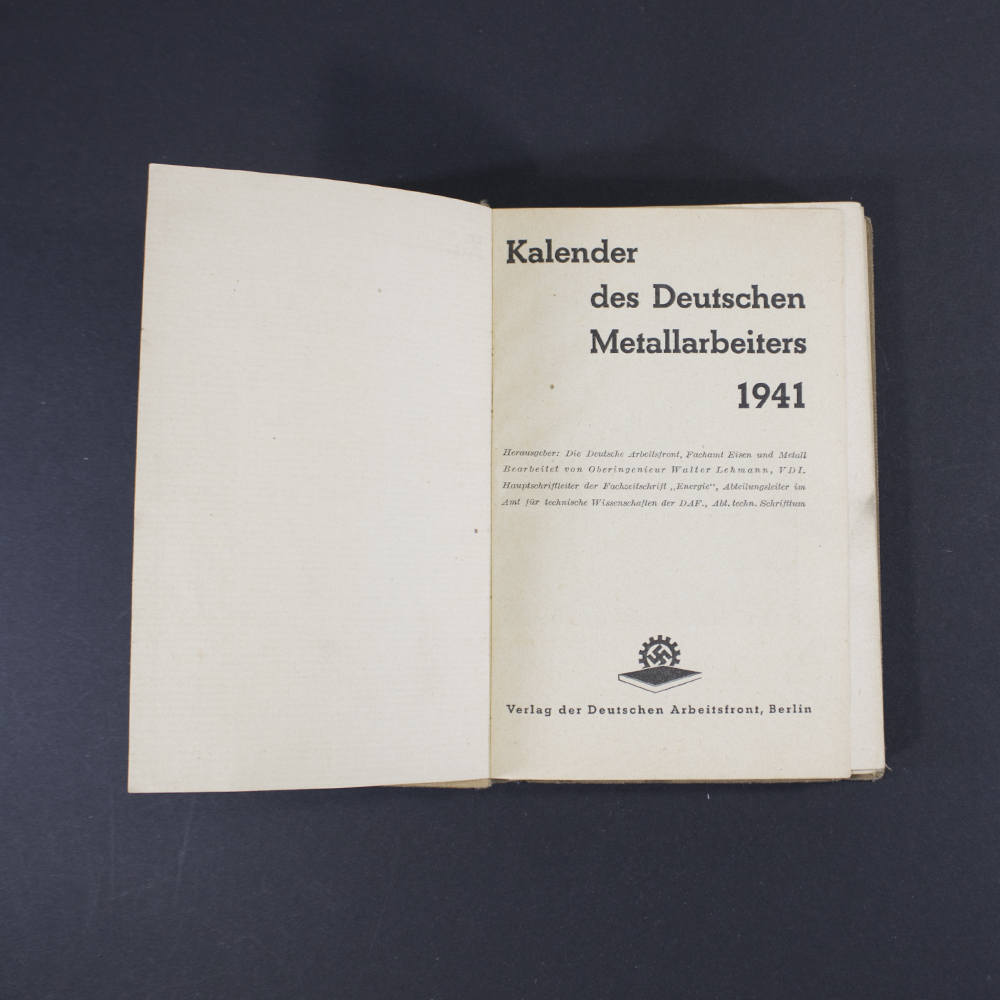 Kalender
des Deutschen
Metallarbeiters
1941
Herausgeber: Die Deutsche Arbeitsfront, Fachamt Eisen und Metall
Bearbeitet von Oberingenieur Walter Lehmann, VDI.
Hauptschriftleiter der Fachzeitschrift „Energie“, Abteilungsleiter im
Amt für technische Wissenschaften der DAF., Abt. techn. Schrifttum
Verlag der Deutschen Arbeitsfront, Berlin